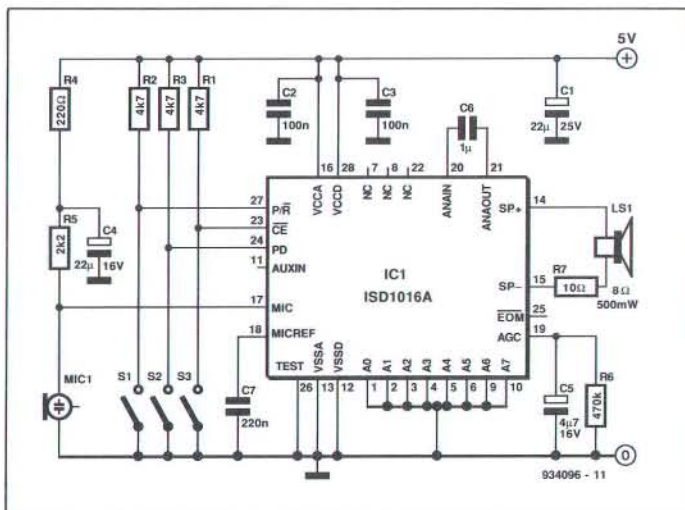 5V
R4
220Ω
R2
4k7
R3
4k7
R1
4k7
C2
100n
C3
100n
C6
1µ
C1
22µ
25V
16
28
7
8
22
20
21
VCCA
VCCD
NC
NC
NC
ANAIN
ANAOUT
R5
2k2
C4
22µ
16V
27
P/R̅
23
C̅E̅
24
PD
11
AUXIN
17
MIC
18
MICREF
IC1
ISD1016A
SP+
14
LS1
8Ω
500mW
SP–
15
R7
10Ω
E̅O̅M̅
25
AGC
19
TEST
VSSA
VSSD
A0
A1
A2
A3
A4
A5
A6
A7
26
13
12
1
2
3
4
5
6
9
10
MIC1
S1
S2
S3
C7
220n
C5
4µ7
16V
R6
470k
0
934096 - 11